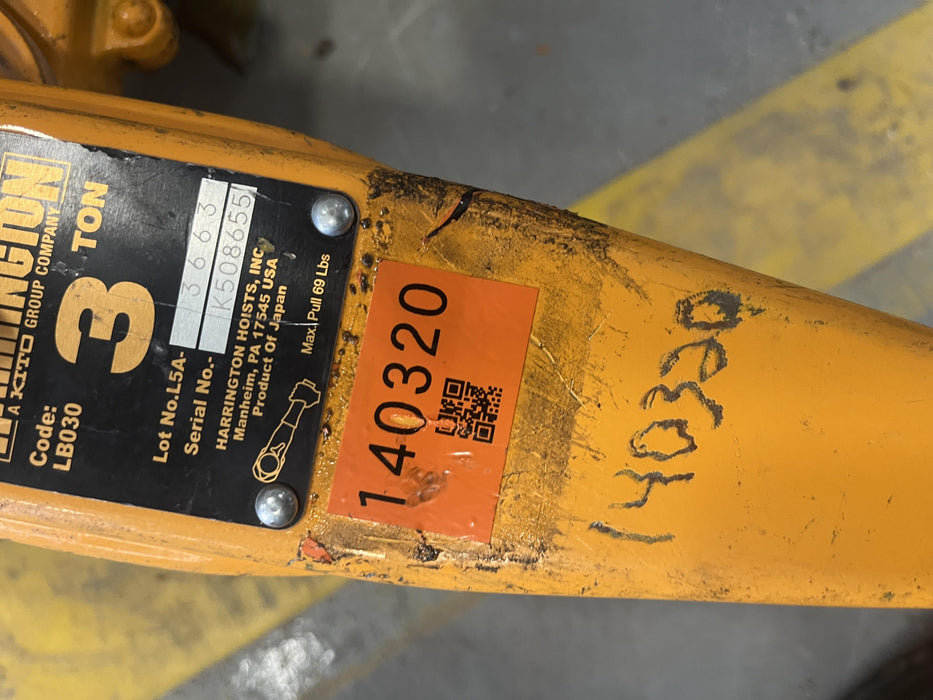 HARRINGTON
A KITO GROUP COMPANY
3 TON
Code:
LB030
Lot No.L5A- 3663
Serial No.- K508655
HARRINGTON HOISTS, INC.
Manheim, PA 17545 USA
Product of Japan
Max. Pull 69 Lbs
140320
140320